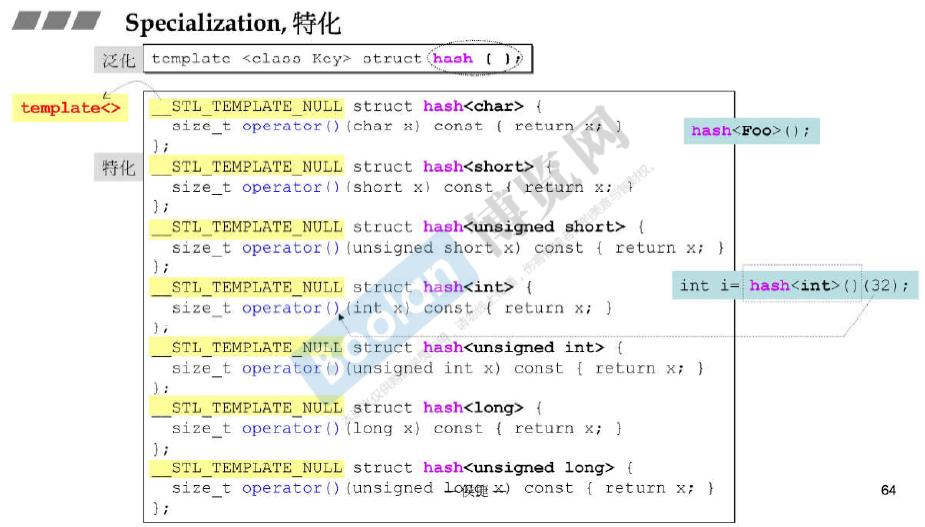 Specialization, 特化
泛化
template <class Key> struct hash { };
template<>
特化
__STL_TEMPLATE_NULL struct hash<char> {
size_t operator()(char x) const { return x; }
};
__STL_TEMPLATE_NULL struct hash<short> {
size_t operator()(short x) const { return x; }
};
__STL_TEMPLATE_NULL struct hash<unsigned short> {
size_t operator()(unsigned short x) const { return x; }
};
__STL_TEMPLATE_NULL struct hash<int> {
size_t operator()(int x) const { return x; }
};
__STL_TEMPLATE_NULL struct hash<unsigned int> {
size_t operator()(unsigned int x) const { return x; }
};
__STL_TEMPLATE_NULL struct hash<long> {
size_t operator()(long x) const { return x; }
};
__STL_TEMPLATE_NULL struct hash<unsigned long> {
size_t operator()(unsigned long x) const { return x; }
};
hash<Foo>();
int i= hash<int>()(32);
Boolan 博览网
侯捷
64